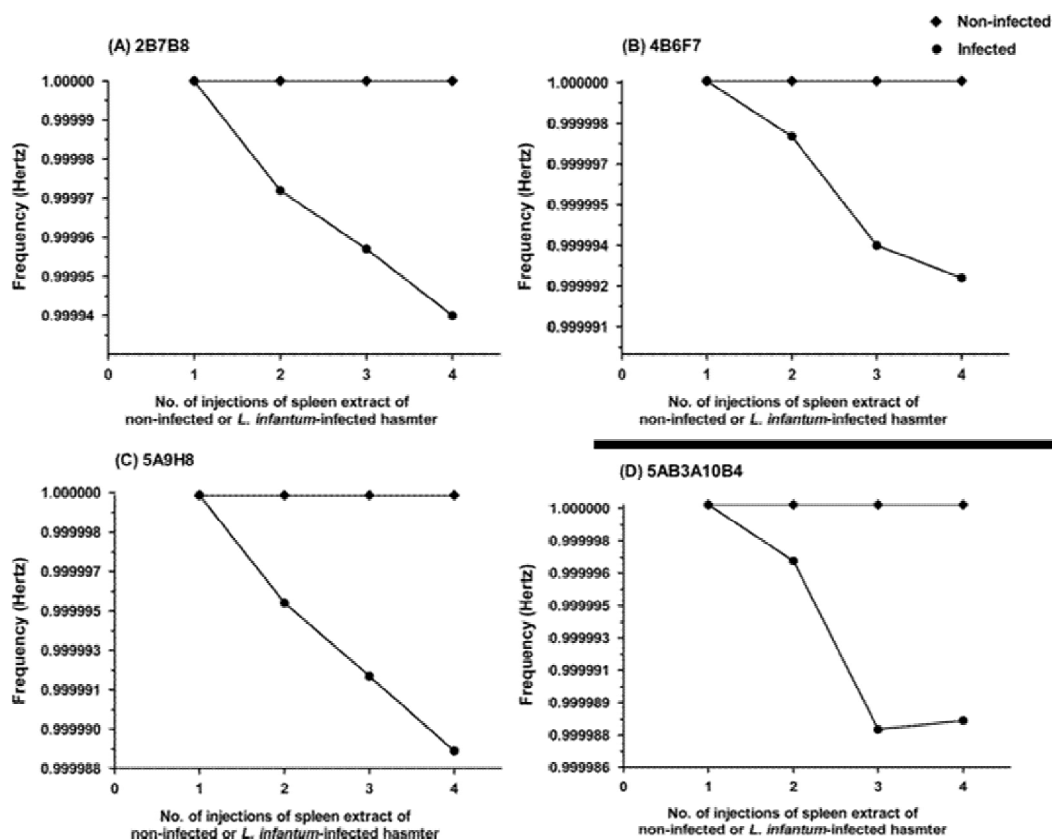 Non-infected
Infected
(A) 2B7B8
1.00000
0.99999
0.99998
0.99997
0.99996
0.99995
0.99994
Frequency (Hertz)
0 1 2 3 4
No. of injections of spleen extract of
non-infected or L. infantum-infected hasmter
(B) 4B6F7
1.000000
0.999998
0.999997
0.999995
0.999994
0.999992
0.999991
Frequency (Hertz)
0 1 2 3 4
No. of injections of spleen extract of
non-infected or L. infantum-infected hasmter
(C) 5A9H8
1.000000
0.999998
0.999997
0.999995
0.999993
0.999991
0.999990
0.999988
Frequency (Hertz)
0 1 2 3 4
No. of injections of spleen extract of
non-infected or L. infantum-infected hasmter
(D) 5AB3A10B4
1.000000
0.999998
0.999996
0.999995
0.999993
0.999991
0.999989
0.999988
0.999986
Frequency (Hertz)
0 1 2 3 4
No. of injections of spleen extract of
non-infected or L. infantum-infected hasmter